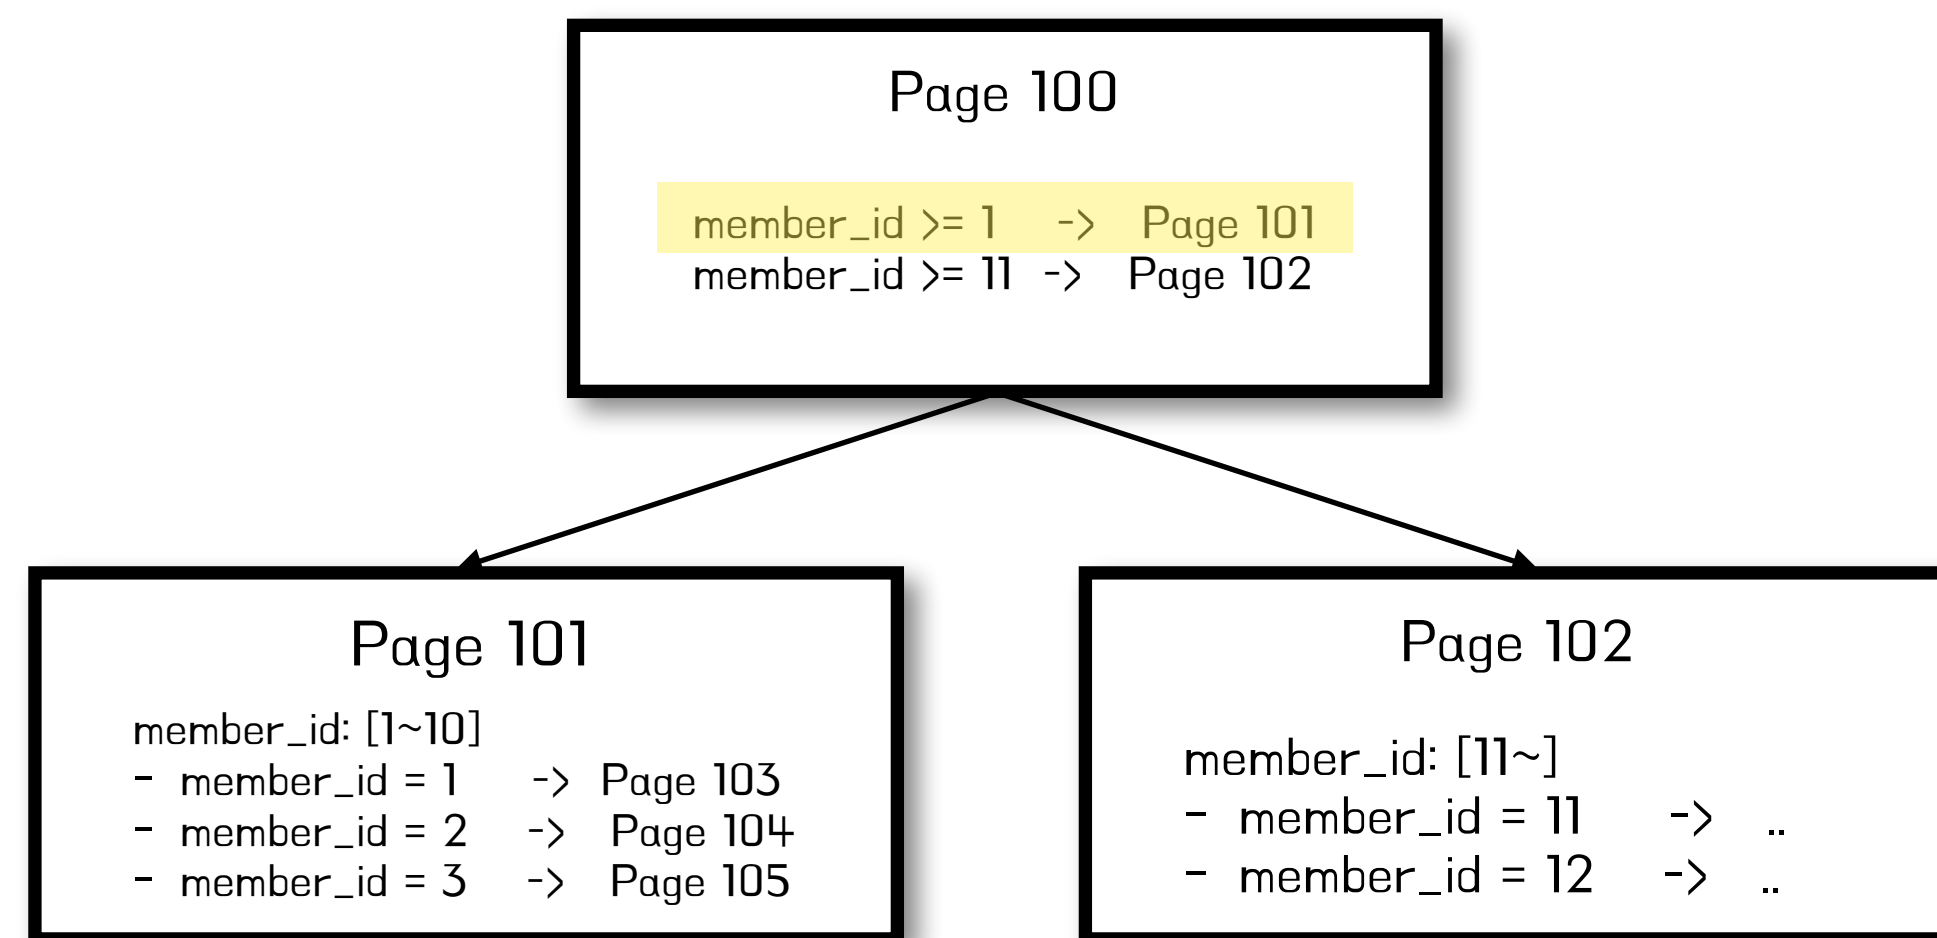 Page 100
member_id >= 1 -> Page 101
member_id >= 11 -> Page 102
Page 101
member_id: [1~10]
- member_id = 1 -> Page 103
- member_id = 2 -> Page 104
- member_id = 3 -> Page 105
Page 102
member_id: [11~]
- member_id = 11 -> ..
- member_id = 12 -> ..